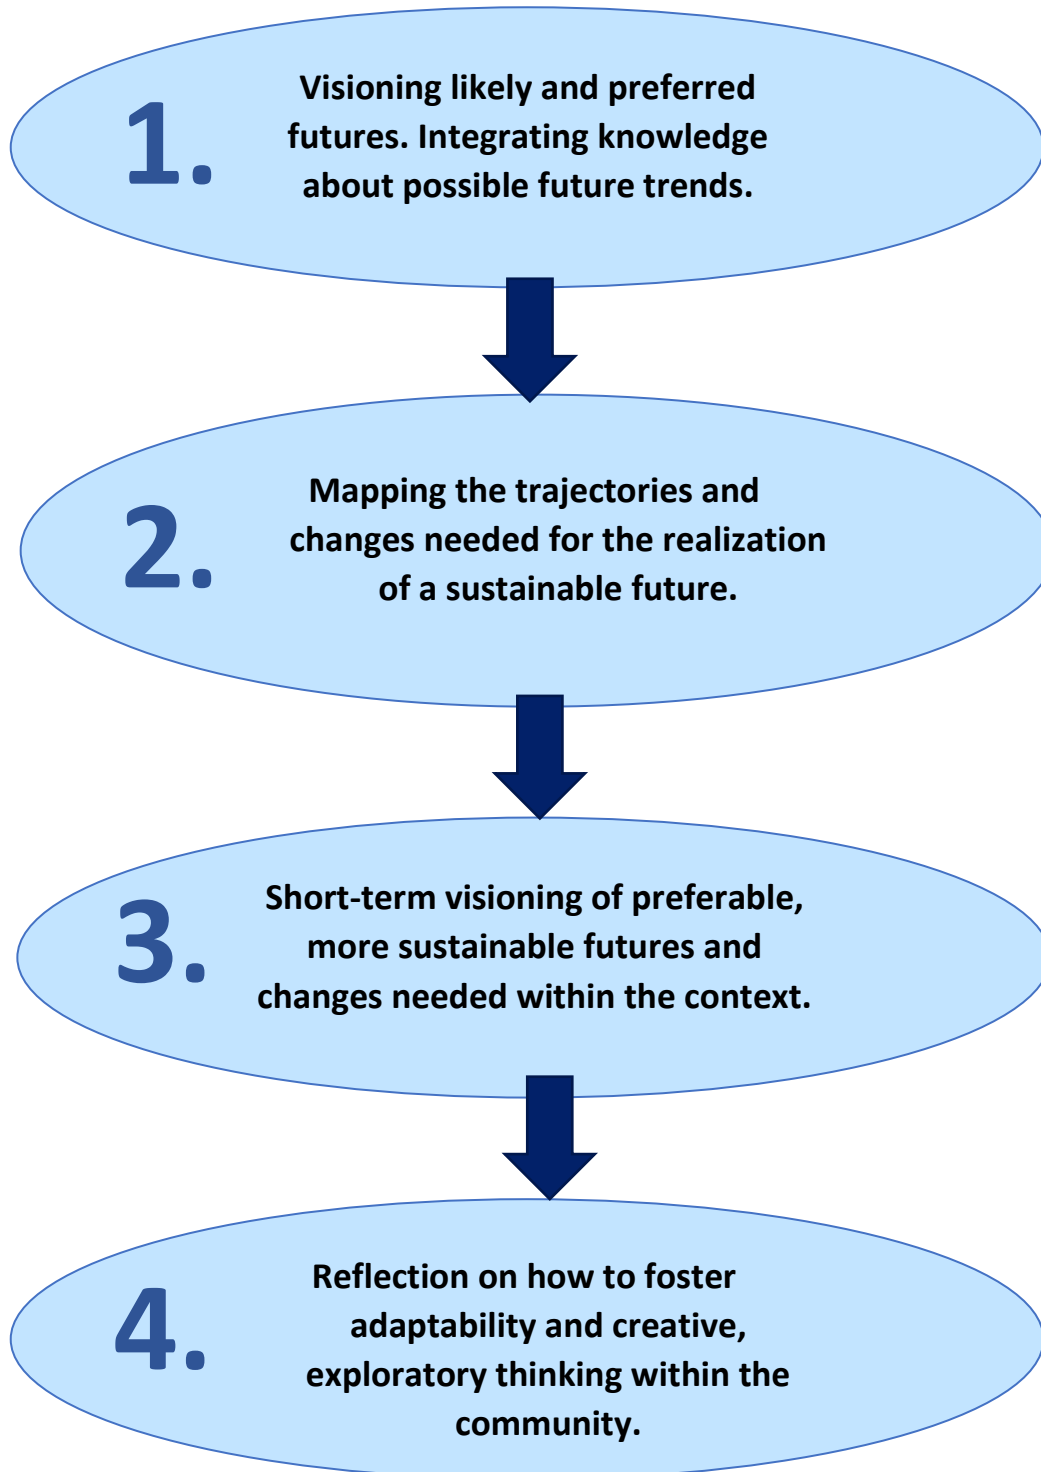 1.
Visioning likely and preferred
futures. Integrating knowledge
about possible future trends.
2.
Mapping the trajectories and
changes needed for the realization
of a sustainable future.
3.
Short-term visioning of preferable,
more sustainable futures and
changes needed within the context.
4.
Reflection on how to foster
adaptability and creative,
exploratory thinking within the
community.